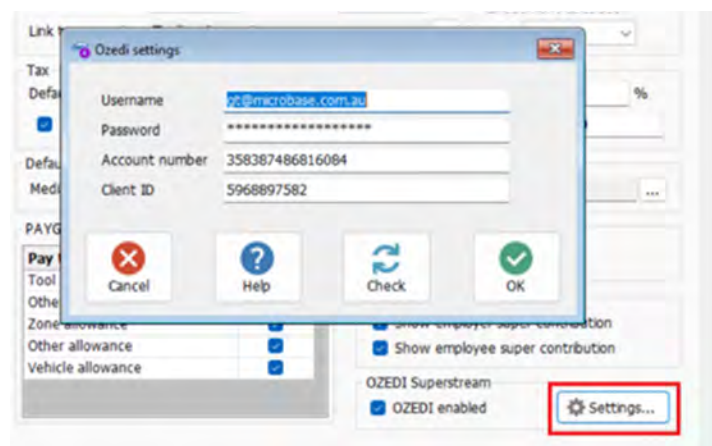 Link
Ozedi settings
Tax
Username gt@microbase.com.au
%
Password ******************
Account number 358387486816084
Client ID 5968897582
...
PAYG
Pay
Cancel Help Check OK
Tool
Othe
Zone allowance
Show employer super contribution
Other allowance
Show employee super contribution
Vehicle allowance
OZEDI Superstream
OZEDI enabled
Settings...